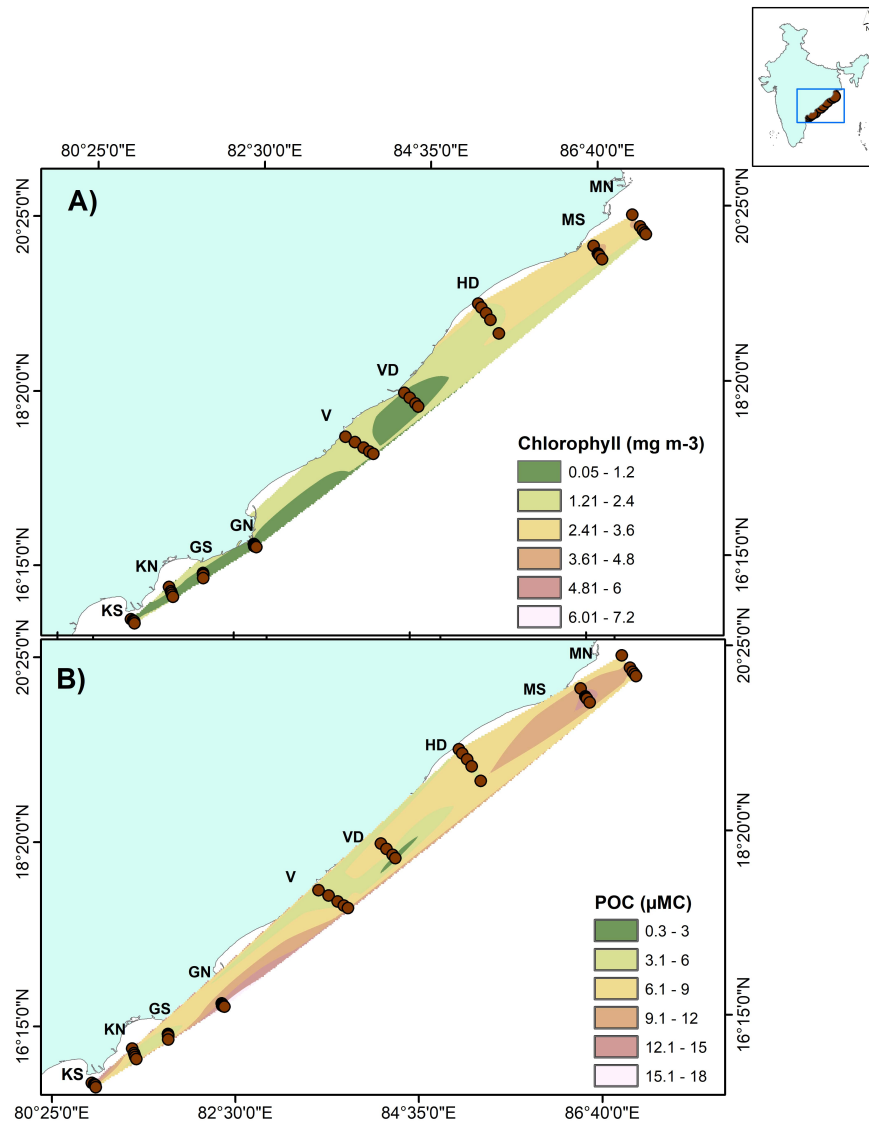 80°25'0"E 82°30'0"E 84°35'0"E 86°40'0"E
A)
MN
20°25'0"N
20°25'0"N
MS
HD
18°20'0"N
18°20'0"N
VD
V
Chlorophyll (mg m-3)
0.05 - 1.2
1.21 - 2.4
2.41 - 3.6
3.61 - 4.8
4.81 - 6
6.01 - 7.2
GN
GS
16°15'0"N
16°15'0"N
KN
KS
B)
MN
20°25'0"N
20°25'0"N
MS
HD
18°20'0"N
18°20'0"N
VD
V
POC (µMC)
0.3 - 3
3.1 - 6
6.1 - 9
9.1 - 12
12.1 - 15
15.1 - 18
GN
GS
16°15'0"N
16°15'0"N
KN
KS
80°25'0"E 82°30'0"E 84°35'0"E 86°40'0"E